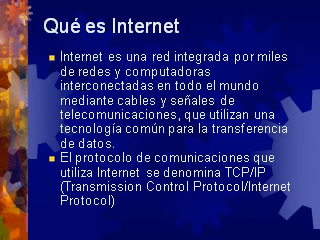 Qué es Internet
Internet es una red integrada por miles
de redes y computadoras
interconectadas en todo el mundo
mediante cables y señales de
telecomunicaciones, que utilizan una
tecnología común para la transferencia
de datos.
El protocolo de comunicaciones que
utiliza Internet se denomina TCP/IP
(Transmission Control Protocol/Internet
Protocol)